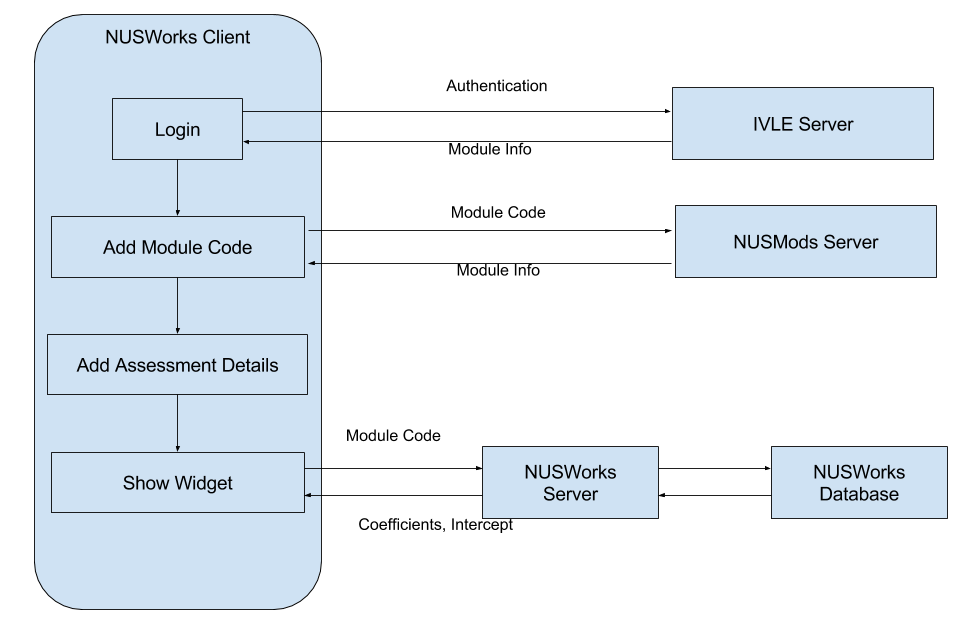 NUSWorks Client
Authentication
Login
IVLE Server
Module Info
Module Code
Add Module Code
NUSMods Server
Module Info
Add Assessment Details
Module Code
Show Widget
NUSWorks
Server
NUSWorks
Database
Coefficients, Intercept